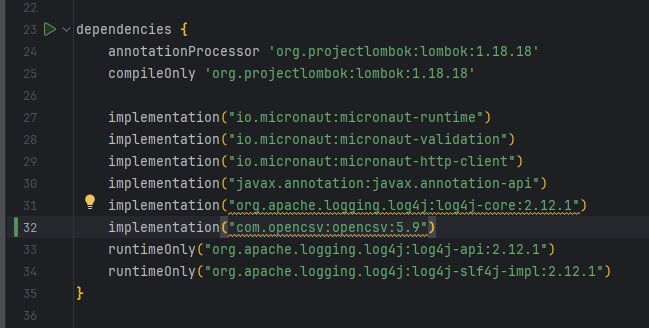 22
23 dependencies {
24 annotationProcessor 'org.projectlombok:lombok:1.18.18'
25 compileOnly 'org.projectlombok:lombok:1.18.18'
26
27 implementation("io.micronaut:micronaut-runtime")
28 implementation("io.micronaut:micronaut-validation")
29 implementation("io.micronaut:micronaut-http-client")
30 implementation("javax.annotation:javax.annotation-api")
31 implementation("org.apache.logging.log4j:log4j-core:2.12.1")
32 implementation("com.opencsv:opencsv:5.9")
33 runtimeOnly("org.apache.logging.log4j:log4j-api:2.12.1")
34 runtimeOnly("org.apache.logging.log4j:log4j-slf4j-impl:2.12.1")
35 }
36